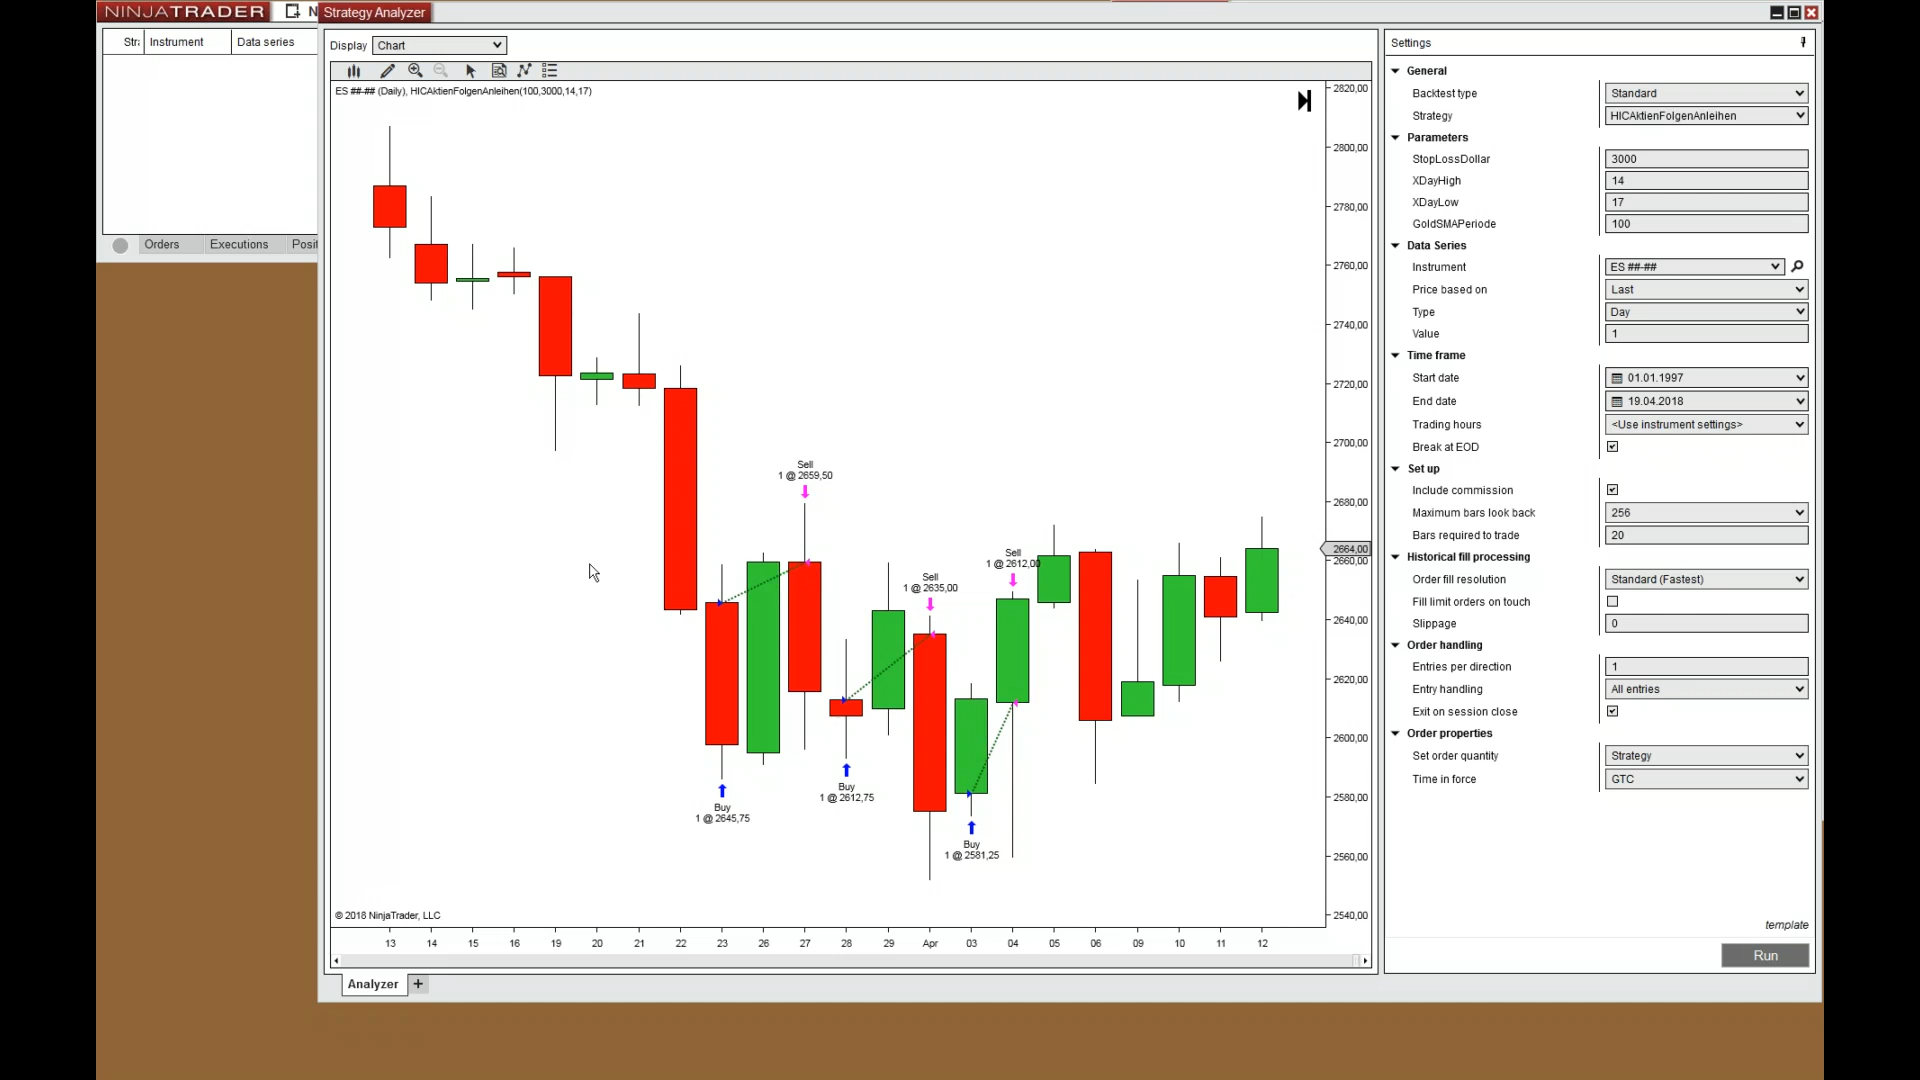 NINJATRADER
N
Strategy Analyzer
Str:
Instrument
Data series
Orders
Executions
Posit
Display
Chart
ES ##-## (Daily), HICAktienFolgenAnleihen(100,3000,14,17)
2820,00
2800,00
2780,00
2760,00
2740,00
2720,00
2700,00
2680,00
2664,00
2660,00
2640,00
2620,00
2600,00
2580,00
2560,00
2540,00
Sell
1 @ 2659,50
Sell
1 @ 2635,00
Sell
1 @ 2612,00
Buy
1 @ 2645,75
Buy
1 @ 2612,75
Buy
1 @ 2581,25
© 2018 NinjaTrader, LLC
13 14 15 16 19 20 21 22 23 26 27 28 29 Apr 03 04 05 06 09 10 11 12
Analyzer
+
Settings
General
Backtest type Standard
Strategy HICAktienFolgenAnleihen
Parameters
StopLossDollar 3000
XDayHigh 14
XDayLow 17
GoldSMAPeriode 100
Data Series
Instrument ES ##-##
Price based on Last
Type Day
Value 1
Time frame
Start date 01.01.1997
End date 19.04.2018
Trading hours <Use instrument settings>
Break at EOD
Set up
Include commission
Maximum bars look back 256
Bars required to trade 20
Historical fill processing
Order fill resolution Standard (Fastest)
Fill limit orders on touch
Slippage 0
Order handling
Entries per direction 1
Entry handling All entries
Exit on session close
Order properties
Set order quantity Strategy
Time in force GTC
template
Run